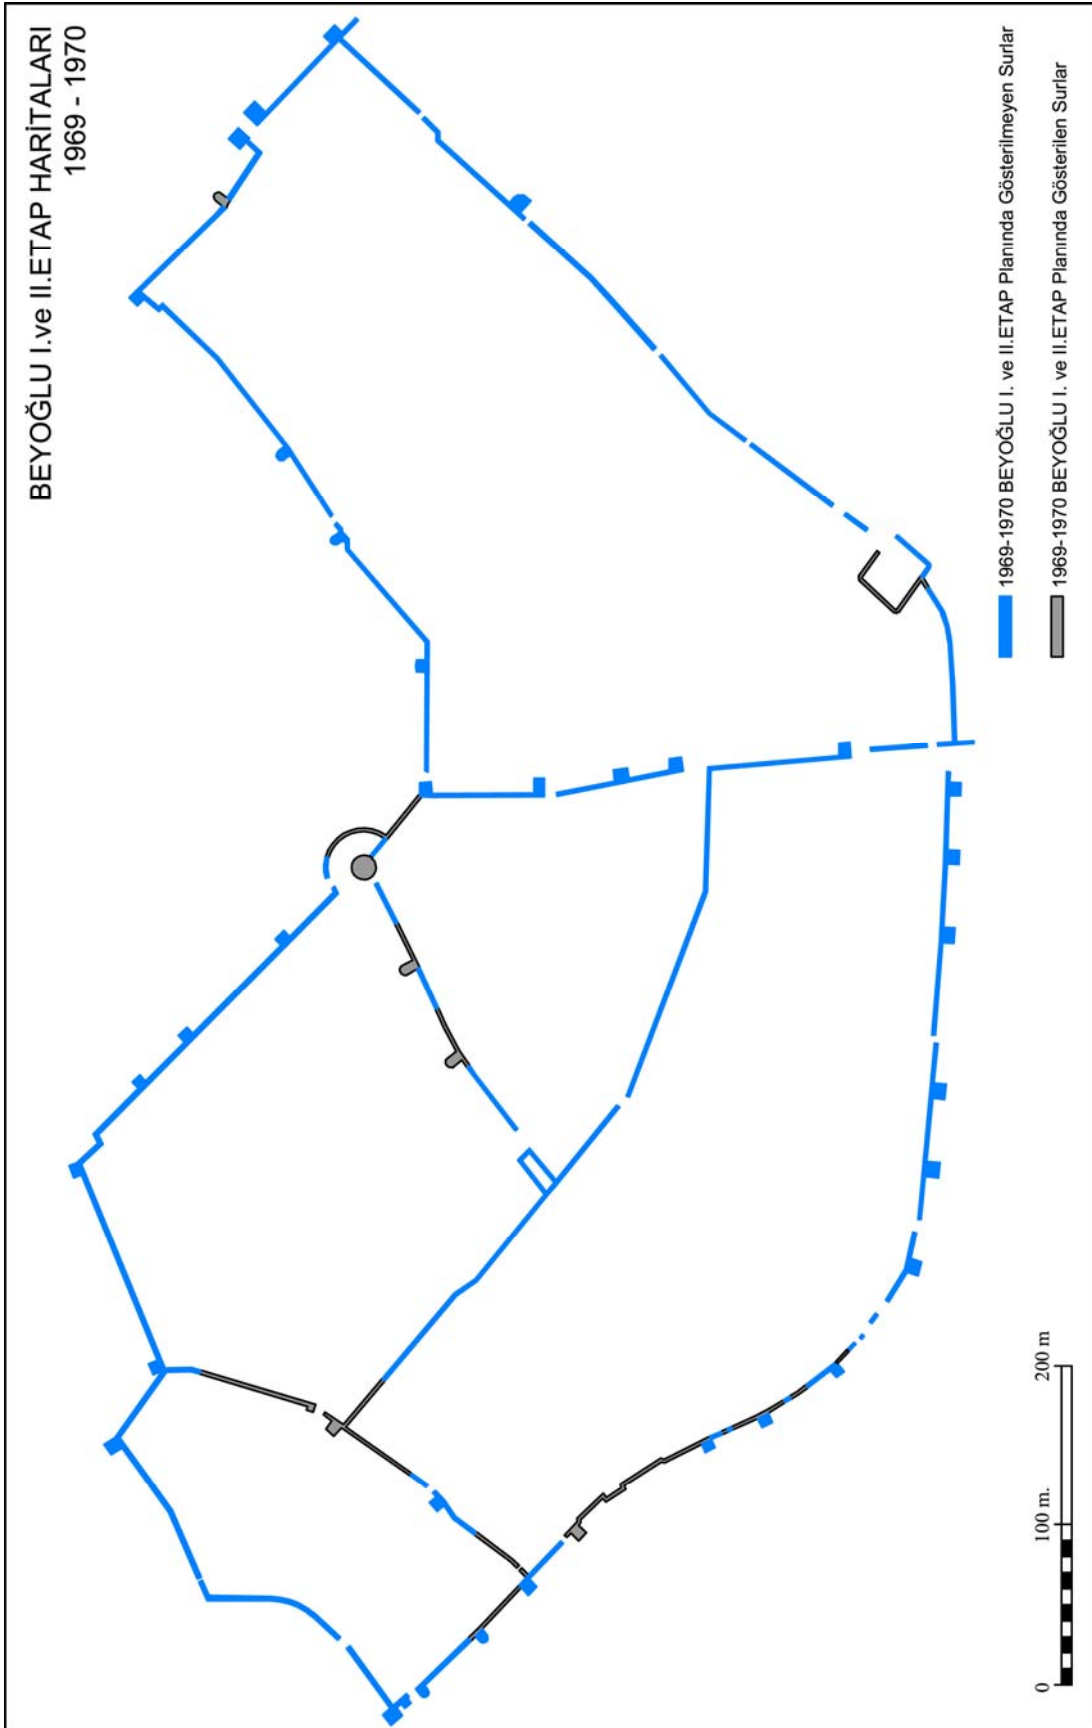 BEYOĞLU I.ve II.ETAP HARİTALARI
1969 - 1970
1969-1970 BEYOĞLU I. ve II.ETAP Planında Gösterilmeyen Surlar
1969-1970 BEYOĞLU I. ve II.ETAP Planında Gösterilen Surlar
0 100 m. 200 m